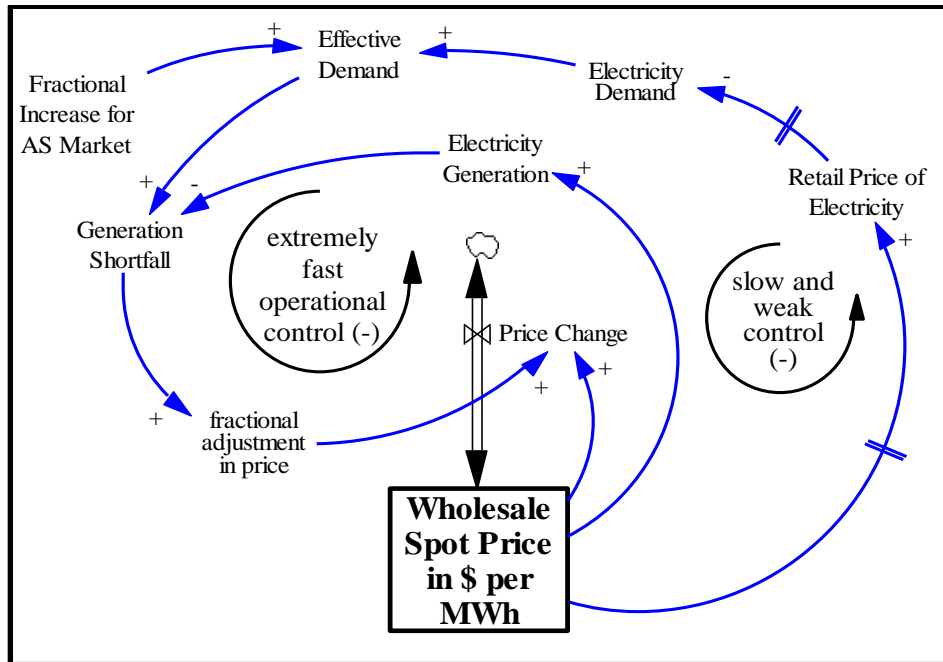 +
Effective
Demand
+
Fractional
Increase for
AS Market
Electricity
Demand
-
Electricity
Generation
+
Retail Price of
Electricity
+
+
-
Generation
Shortfall
extremely
fast
operational
control (-)
slow and
weak
control
(-)
Price Change
+
+
+
fractional
adjustment
in price
Wholesale
Spot Price
in $ per
MWh